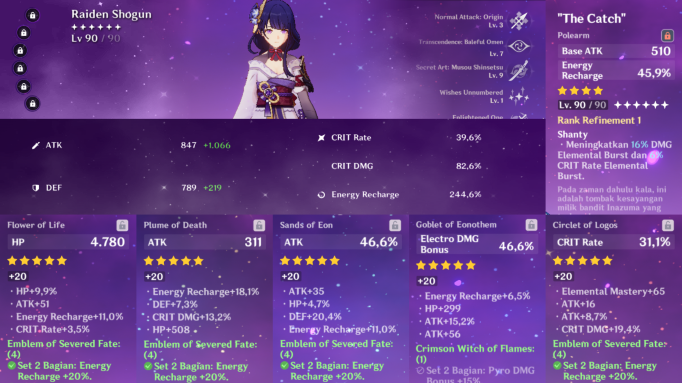 Raiden Shogun
Lv 90 / 90
Normal Attack: Origin
Lv. 3
Transcendence: Baleful Omen
Lv. 7
Secret Art: Musou Shinsetsu
Lv. 9
Wishes Unnumbered
Lv. 1
Enlightened One
ATK 847 +1.066
DEF 789 +219
CRIT Rate 39,6%
CRIT DMG 82,6%
Energy Recharge 244,6%
"The Catch"
Polearm
Base ATK 510
Energy Recharge 45,9%
Lv. 90 / 90
Rank Refinement 1
Shanty
· Meningkatkan 16% DMG
Elemental Burst dan 6%
CRIT Rate Elemental
Burst.
Pada zaman dahulu kala, ini
adalah tombak kesayangan
milik bandit Inazuma yang
Flower of Life
HP 4.780
+20
· HP+9,9%
· ATK+51
· Energy Recharge+11,0%
· CRIT Rate+3,5%
Emblem of Severed Fate:
(4)
Set 2 Bagian: Energy
Recharge +20%.
Plume of Death
ATK 311
+20
· Energy Recharge+18,1%
· DEF+7,3%
· CRIT DMG+13,2%
· HP+508
Emblem of Severed Fate:
(4)
Set 2 Bagian: Energy
Recharge +20%.
Sands of Eon
ATK 46,6%
+20
· ATK+35
· HP+4,7%
· DEF+20,4%
· Energy Recharge+11,0%
Emblem of Severed Fate:
(4)
Set 2 Bagian: Energy
Recharge +20%.
Goblet of Eonothem
Electro DMG
Bonus 46,6%
+20
· Energy Recharge+6,5%
· HP+299
· ATK+15,2%
· ATK+56
Crimson Witch of Flames:
(1)
Set 2 Bagian: Pyro DMG
Bonus +15%
Circlet of Logos
CRIT Rate 31,1%
+20
· Elemental Mastery+65
· ATK+16
· ATK+8,7%
· CRIT DMG+19,4%
Emblem of Severed Fate:
(4)
Set 2 Bagian: Energy
Recharge +20%.